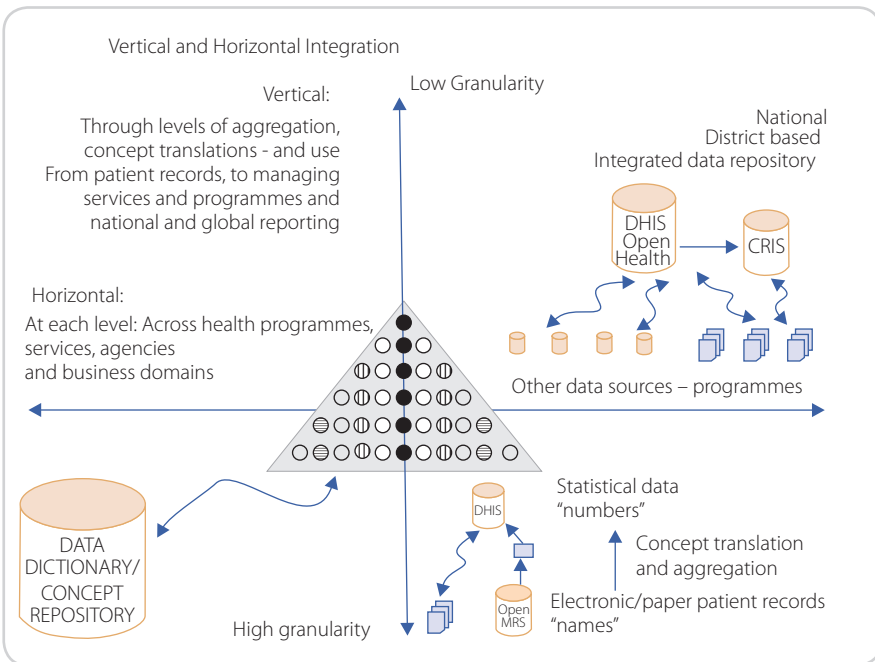 Vertical and Horizontal Integration
Low Granularity
Vertical:
Through levels of aggregation,
concept translations - and use
From patient records, to managing
services and programmes and
national and global reporting
National
District based
Integrated data repository
DHIS
Open
Health
CRIS
Horizontal:
At each level: Across health programmes,
services, agencies
and business domains
Other data sources – programmes
DATA
DICTIONARY/
CONCEPT
REPOSITORY
High granularity
DHIS
Open
MRS
Statistical data
“numbers”
Concept translation
and aggregation
Electronic/paper patient records
“names”